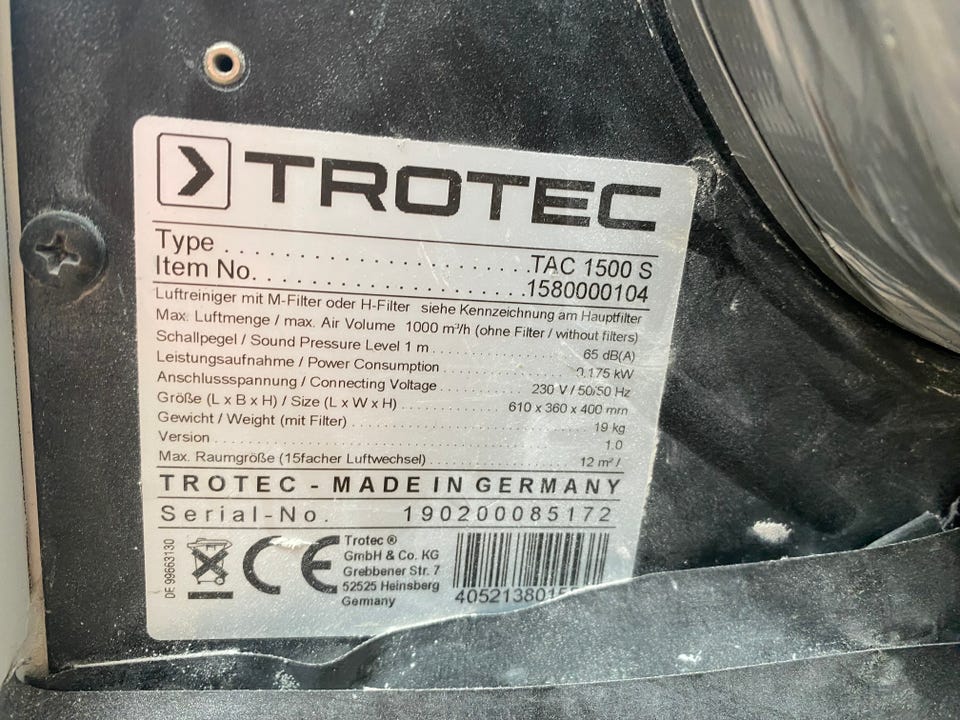 TROTEC
Type . . . . . . . . . . . . . . . . . . . . . . . TAC 1500 S
Item No. . . . . . . . . . . . . . . . . . . . . 1580000104
Luftreiniger mit M-Filter oder H-Filter siehe Kennzeichnung am Hauptfilter
Max. Luftmenge / max. Air Volume 1000 m³/h (ohne Filter / without filters)
Schallpegel / Sound Pressure Level 1 m . . . . . . . . . . . . . . . 65 dB(A)
Leistungsaufnahme / Power Consumption . . . . . . . . . . . . . 0.175 kW
Anschlussspannung / Connecting Voltage . . . . . . . . 230 V / 50/50 Hz
Größe (L x B x H) / Size (L x W x H) . . . . . . . . . . 610 x 360 x 400 mm
Gewicht / Weight (mit Filter) . . . . . . . . . . . . . . . . . . . . . . . . 19 kg
Version . . . . . . . . . . . . . . . . . . . . . . . . . . . . . . . . . . . . 1.0
Max. Raumgröße (15facher Luftwechsel) . . . . . . . . . . . . . . 12 m² /
TROTEC - MADE IN GERMANY
Serial-No. 190200085172
DE 99663130
CE
Trotec ®
GmbH & Co. KG
Grebbener Str. 7
52525 Heinsberg
Germany